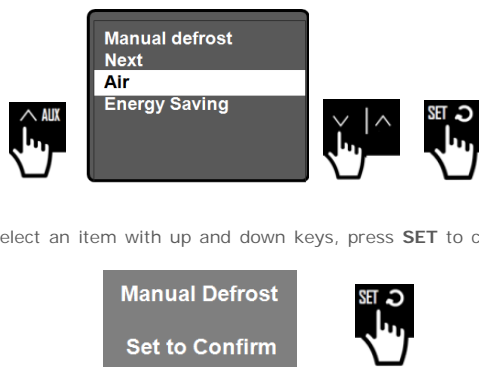 Manual defrost
Next
Air
Energy Saving
AUX
SET
elect an item with up and down keys, press SET to
Manual Defrost
SET
Set to Confirm